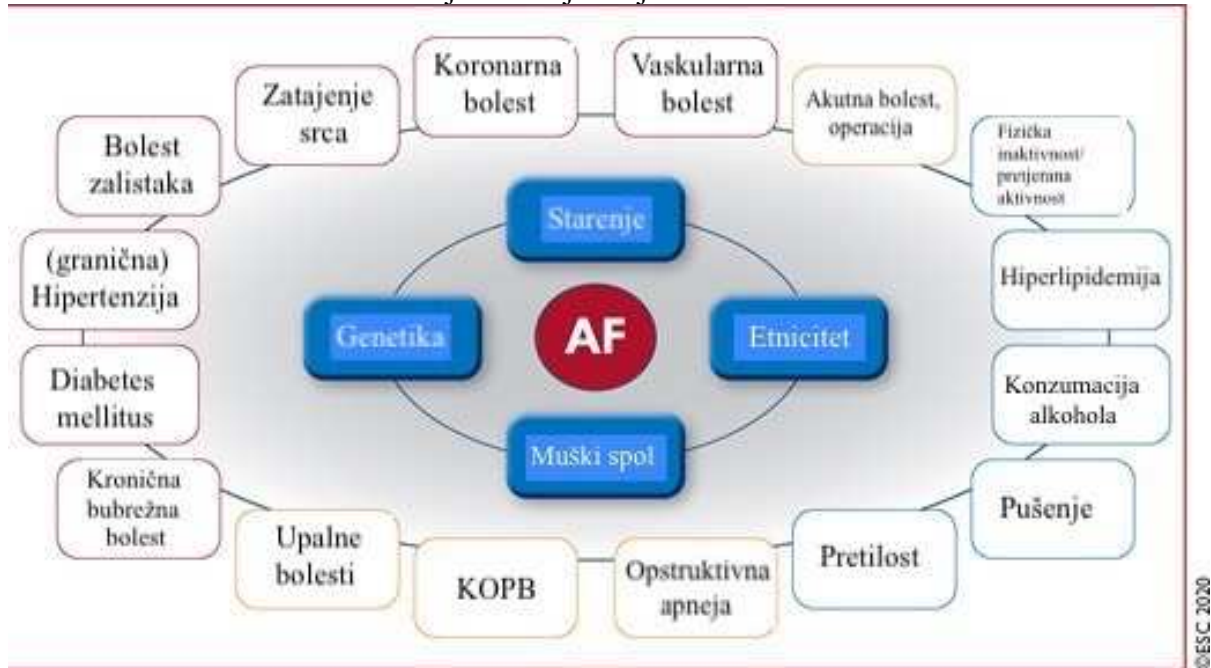 Koronarna
bolest
Vaskularna
bolest
Zatajenje
srca
Akutna bolest,
operacija
Bolest
zalistaka
Fizička
inaktivnost/
pretjerana
aktivnost
Starenje
(granična)
Hipertenzija
Hiperlipidemija
Genetika
AF
Etnicitet
Diabetes
mellitus
Konzumacija
alkohola
Muški spol
Kronična
bubrežna
bolest
Pušenje
Upalne
bolesti
KOPB
Opstruktivna
apneja
Pretilost
©ESC 2020